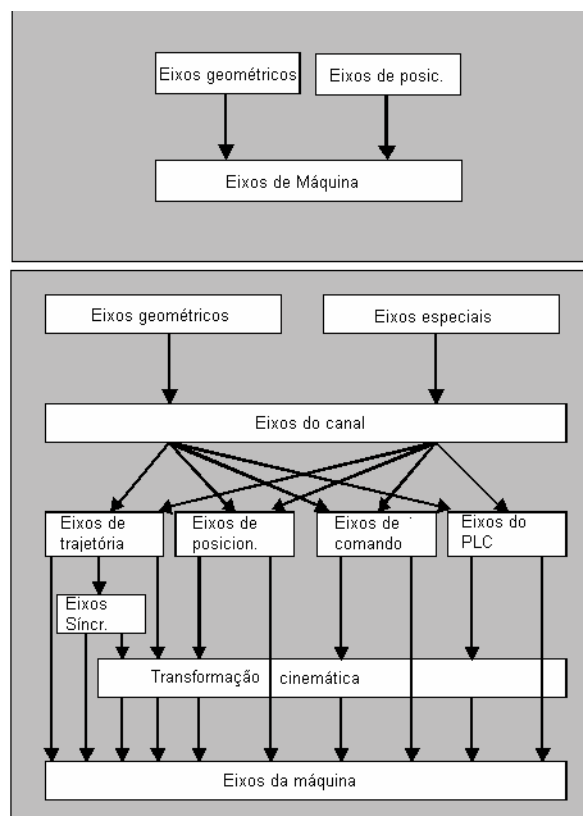 Eixos geométricos
Eixos de posic.
Eixos de Máquina
Eixos geométricos
Eixos especiais
Eixos do canal
Eixos de
trajetória
Eixos de
posicion.
Eixos de
comando
Eixos do
PLC
Eixos
Síncr.
Transformação cinemática
Eixos da máquina